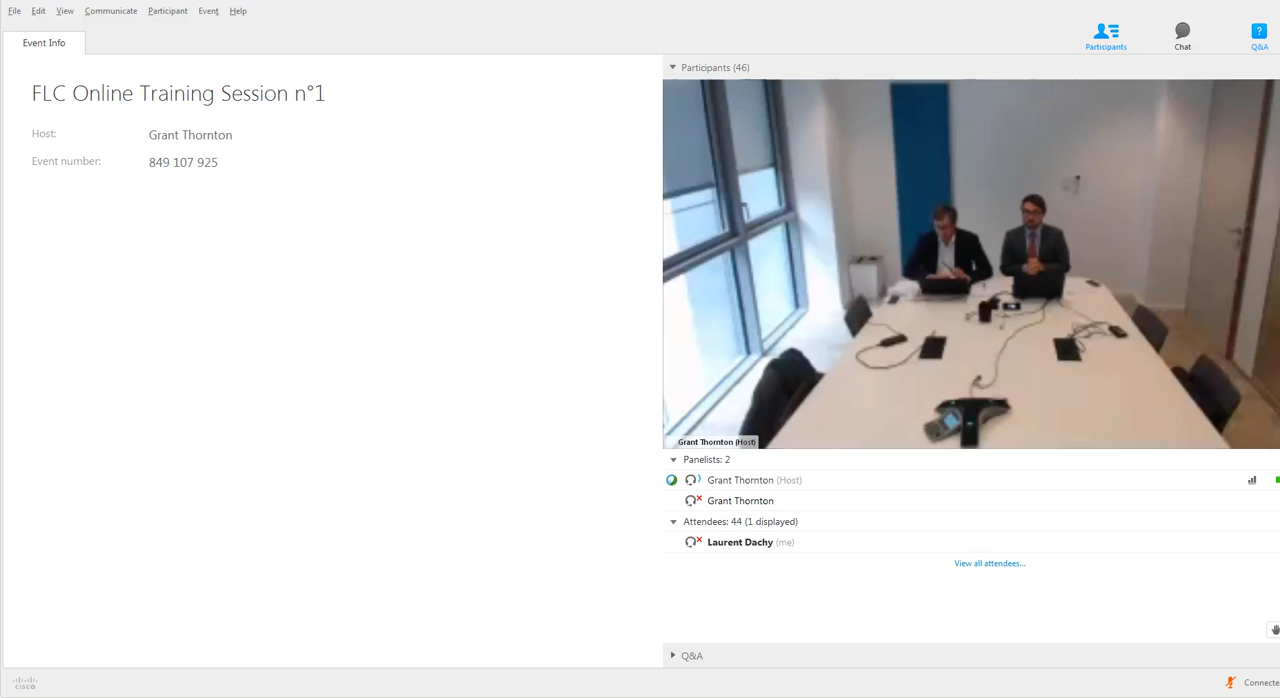 File Edit View Communicate Participant Event Help
Participants Chat Q&A
Event Info
FLC Online Training Session n°1
Host: Grant Thornton
Event number: 849 107 925
Participants (46)
Grant Thornton (Host)
Panelists: 2
Grant Thornton (Host)
Grant Thornton
Attendees: 44 (1 displayed)
Laurent Dachy (me)
View all attendees...
Q&A
CISCO
Connecte